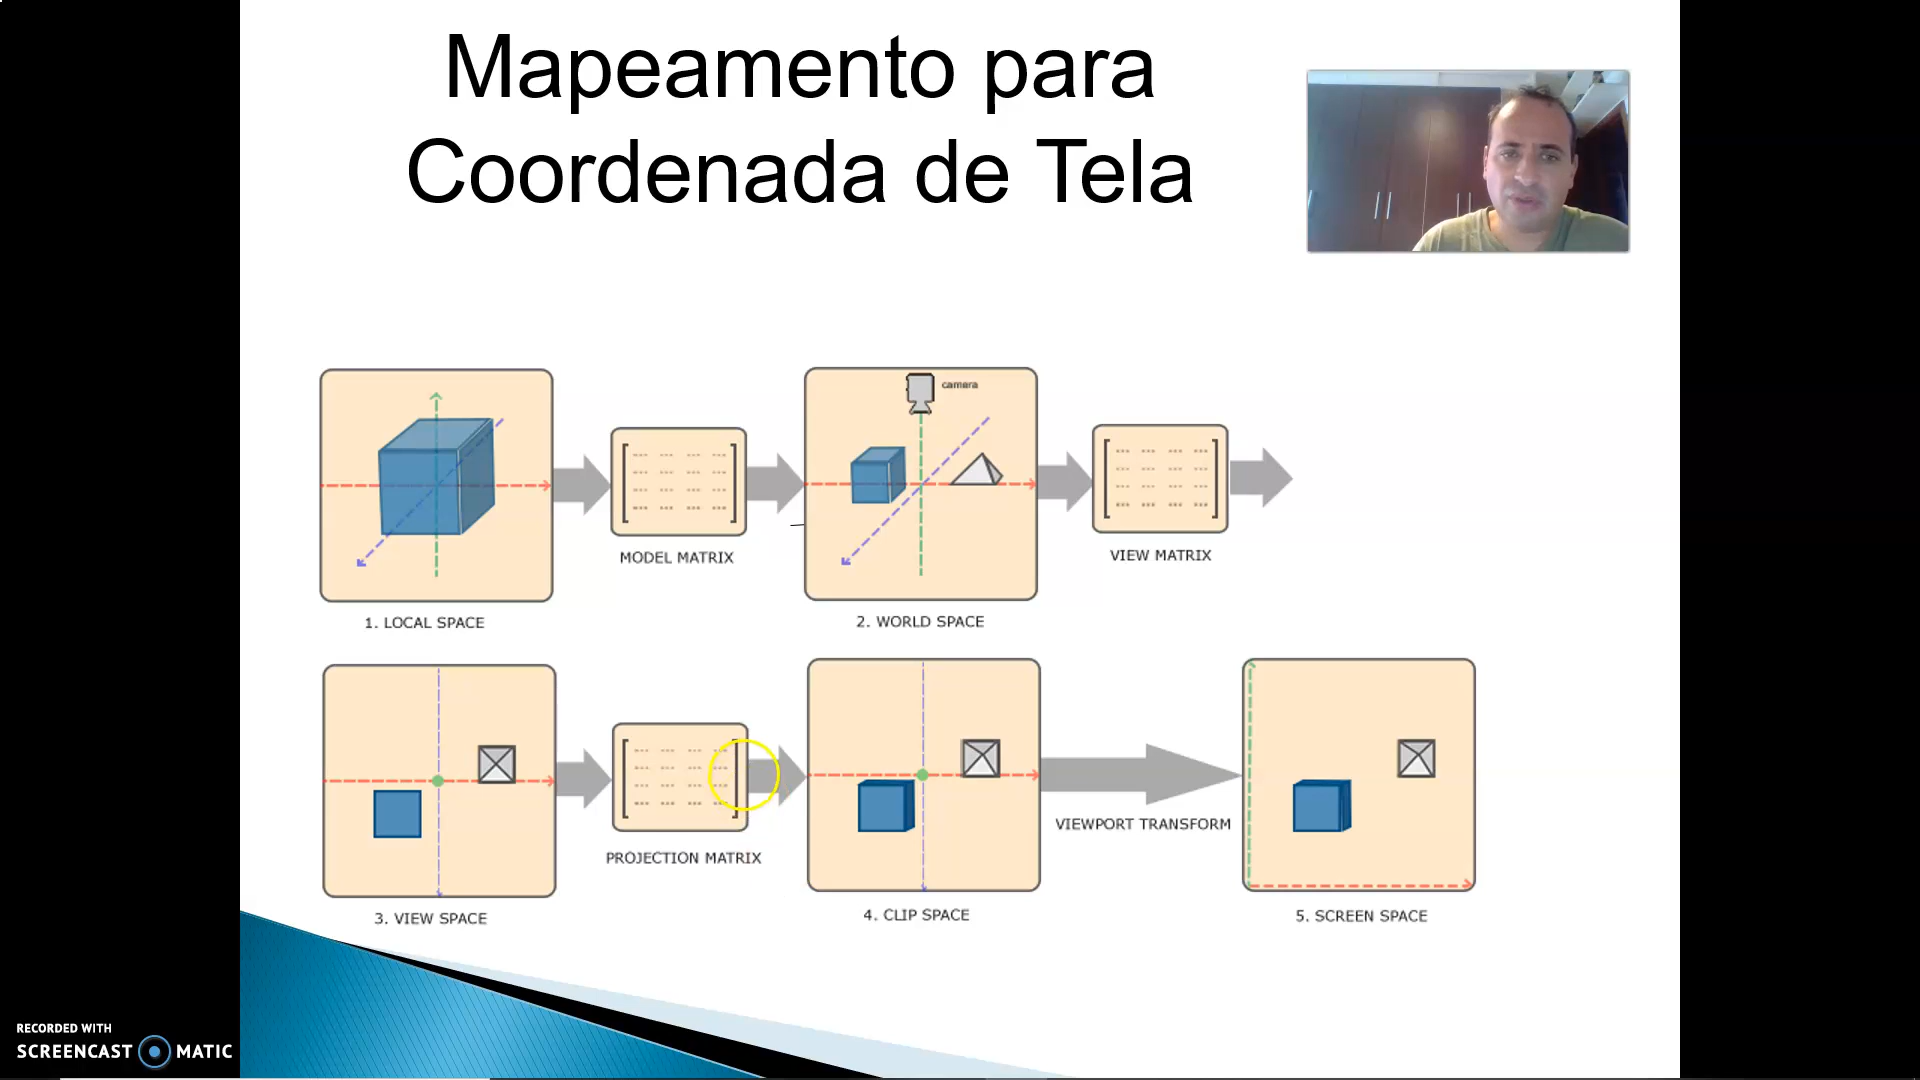 Mapeamento para
Coordenada de Tela
camera
MODEL MATRIX
VIEW MATRIX
1. LOCAL SPACE
2. WORLD SPACE
PROJECTION MATRIX
VIEWPORT TRANSFORM
3. VIEW SPACE
4. CLIP SPACE
5. SCREEN SPACE
RECORDED WITH
SCREENCAST MATIC